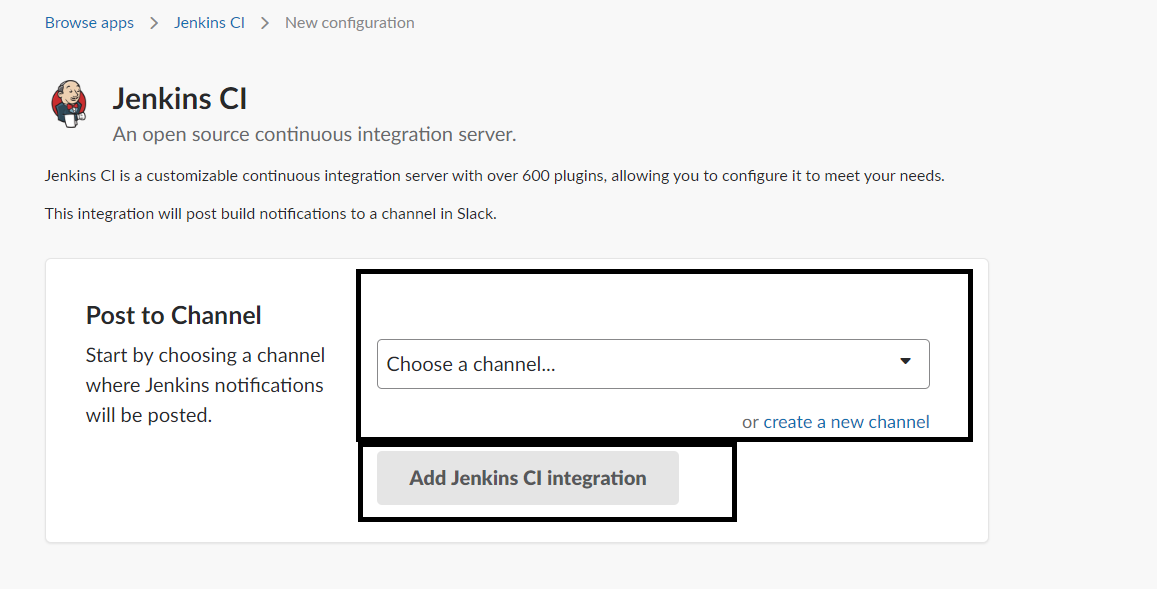 Browse apps > Jenkins CI > New configuration
Jenkins CI
An open source continuous integration server.
Jenkins CI is a customizable continuous integration server with over 600 plugins, allowing you to configure it to meet your needs.
This integration will post build notifications to a channel in Slack.
Post to Channel
Start by choosing a channel
where Jenkins notifications
will be posted.
Choose a channel...
or create a new channel
Add Jenkins CI integration